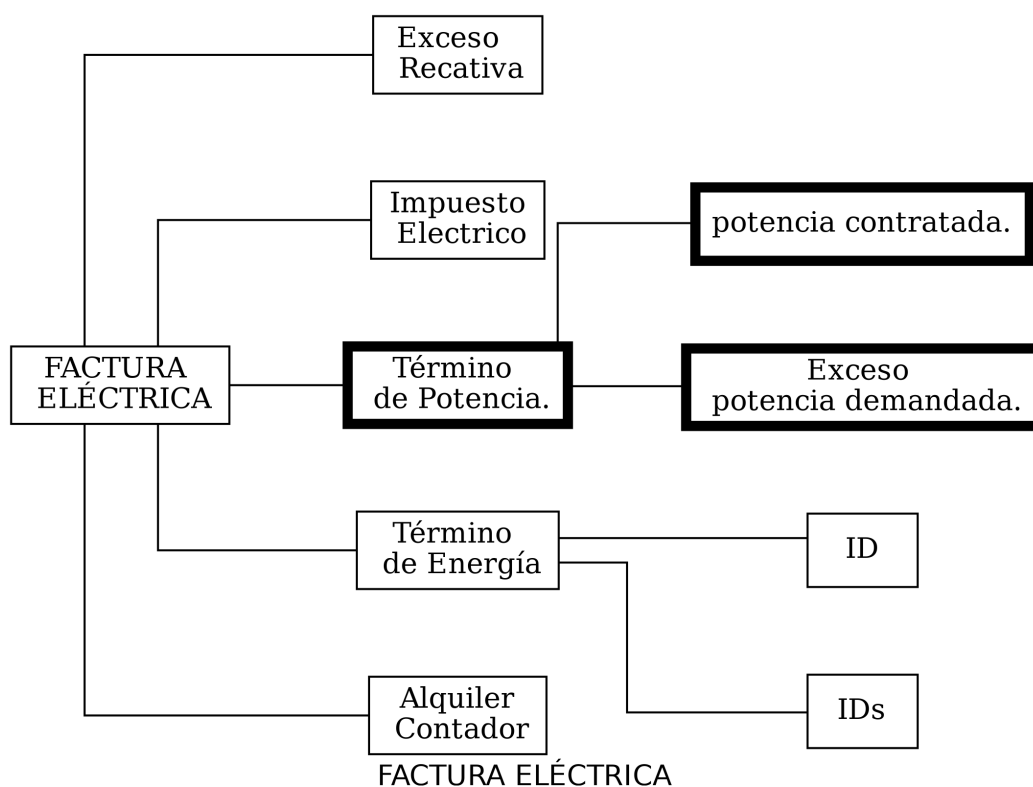 Exceso
Recativa
Impuesto
Electrico
potencia contratada.
FACTURA
ELÉCTRICA
Término
de Potencia.
Exceso
potencia demandada.
Término
de Energía
ID
Alquiler
Contador
IDs
FACTURA ELÉCTRICA